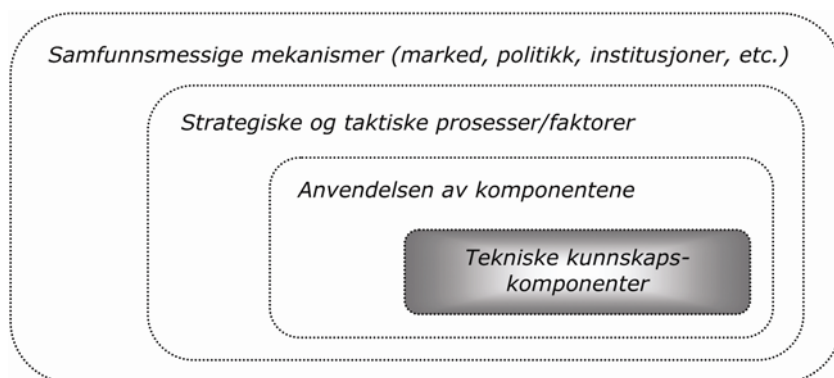 Samfunnsmessige mekanismer (marked, politikk, institusjoner, etc.)
Strategiske og taktiske prosesser/faktorer
Anvendelsen av komponentene
Tekniske kunnskaps-
komponenter